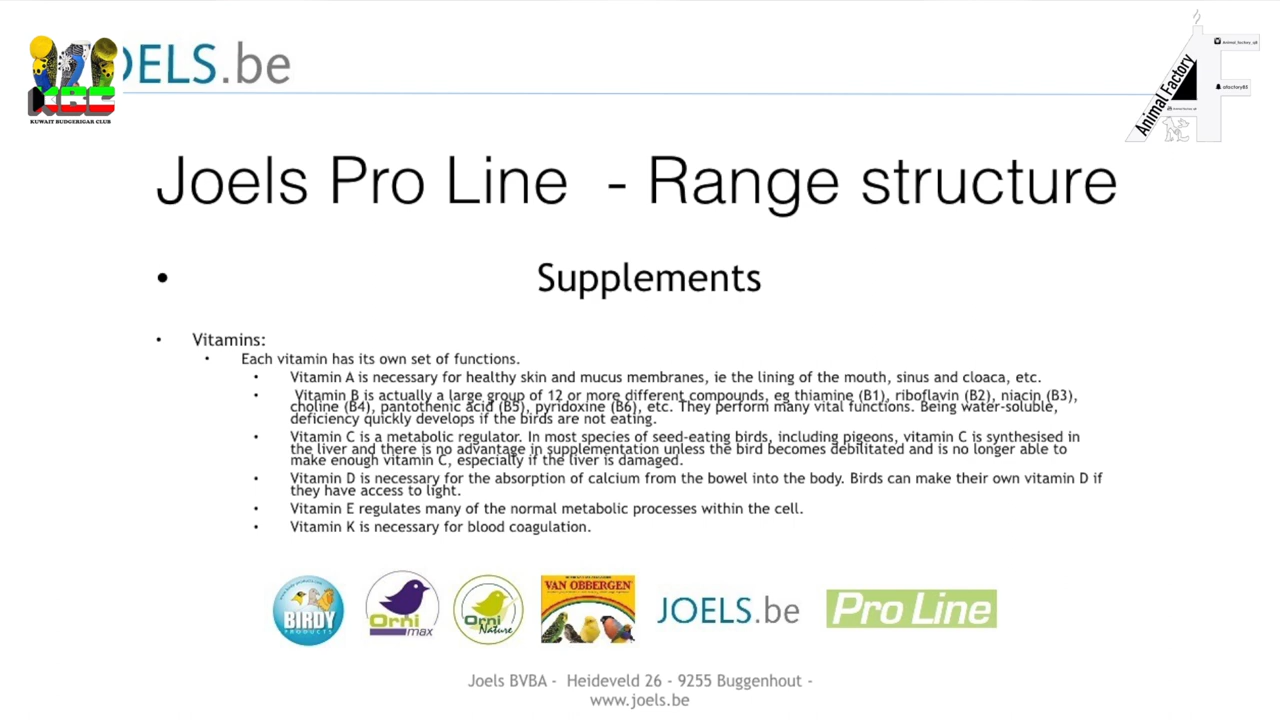 JOELS.be
KBC
KUWAIT BUDGERIGAR CLUB
Animal Factory
AF
afactory85
Joels Pro Line - Range structure
• Supplements
• Vitamins:
• Each vitamin has its own set of functions.
• Vitamin A is necessary for healthy skin and mucus membranes, ie the lining of the mouth, sinus and cloaca, etc.
• Vitamin B is actually a large group of 12 or more different compounds, eg thiamine (B1), riboflavin (B2), niacin (B3),
choline (B4), pantothenic acid (B5), pyridoxine (B6), etc. They perform many vital functions. Being water-soluble,
deficiency quickly develops if the birds are not eating.
• Vitamin C is a metabolic regulator. In most species of seed-eating birds, including pigeons, vitamin C is synthesised in
the liver and there is no advantage in supplementation unless the bird becomes debilitated and is no longer able to
make enough vitamin C, especially if the liver is damaged.
• Vitamin D is necessary for the absorption of calcium from the bowel into the body. Birds can make their own vitamin D if
they have access to light.
• Vitamin E regulates many of the normal metabolic processes within the cell.
• Vitamin K is necessary for blood coagulation.
BIRDY
PRODUCTS
Orni
max
Orni
Nature
VAN OBBERGEN
JOELS.be
Pro Line
Joels BVBA - Heideveld 26 - 9255 Buggenhout -
www.joels.be